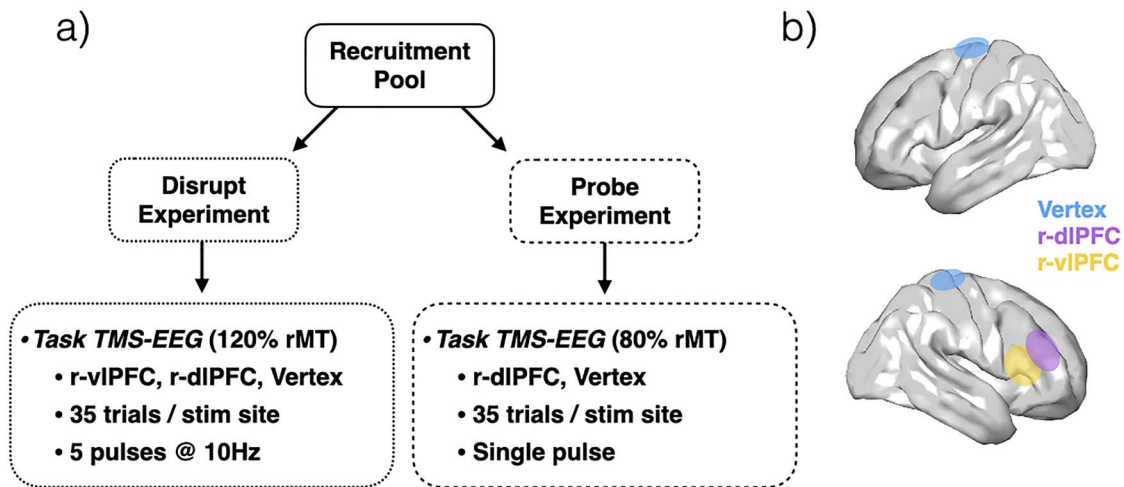 a)
Recruitment
Pool
Disrupt
Experiment
Probe
Experiment
• Task TMS-EEG (120% rMT)
• r-vlPFC, r-dlPFC, Vertex
• 35 trials / stim site
• 5 pulses @ 10Hz
• Task TMS-EEG (80% rMT)
• r-dlPFC, Vertex
• 35 trials / stim site
• Single pulse
b)
Vertex
r-dlPFC
r-vlPFC